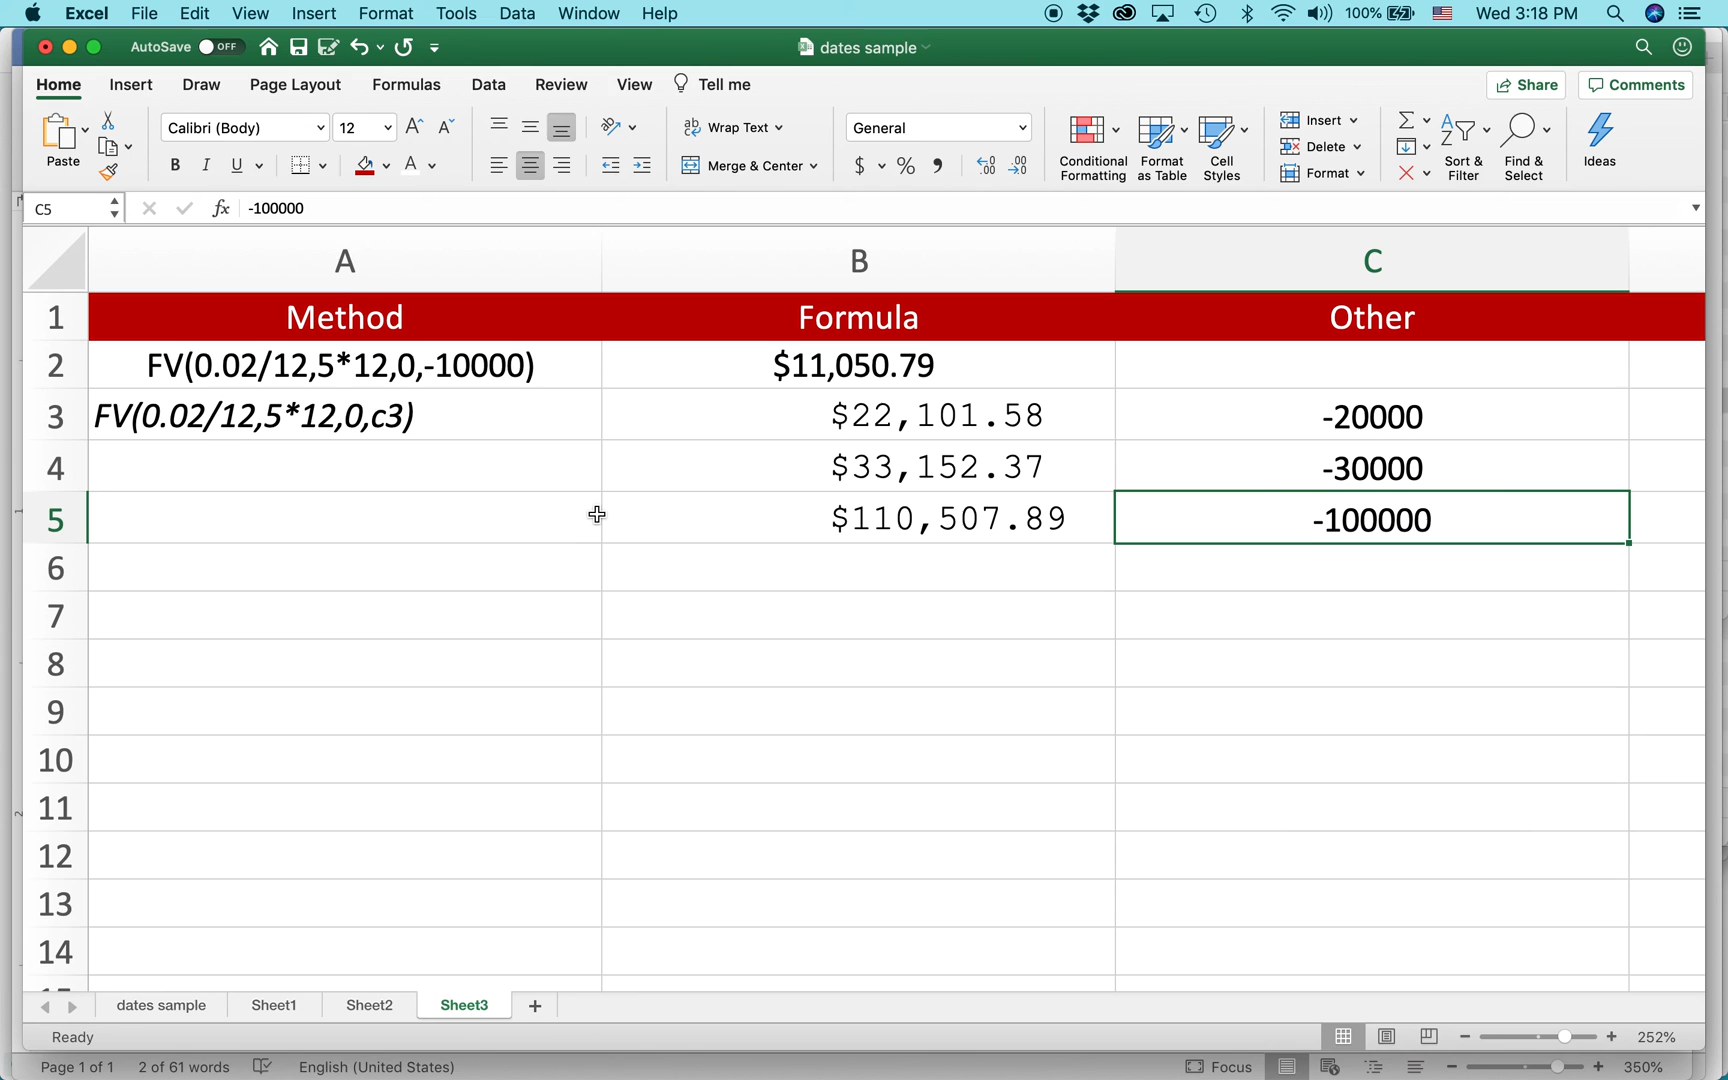 Excel File Edit View Insert Format Tools Data Window Help 100% Wed 3:18 PM
AutoSave OFF dates sample
Home Insert Draw Page Layout Formulas Data Review View Tell me Share Comments
Paste Calibri (Body) 12 A^ Aˇ ab c Wrap Text General Insert Σ A Z
B I U A Merge & Center $ % Conditional Formatting Format as Table Cell Styles Delete Format Sort & Filter Find & Select Ideas
C5 fx -100000
A B C
1 Method Formula Other
2 FV(0.02/12,5*12,0,-10000) $11,050.79
3 FV(0.02/12,5*12,0,c3) $22,101.58 -20000
4 $33,152.37 -30000
5 $110,507.89 -100000
6
7
8
9
10
11
12
13
14
dates sample Sheet1 Sheet2 Sheet3 +
Ready 252%
Page 1 of 1 2 of 61 words English (United States) Focus 350%